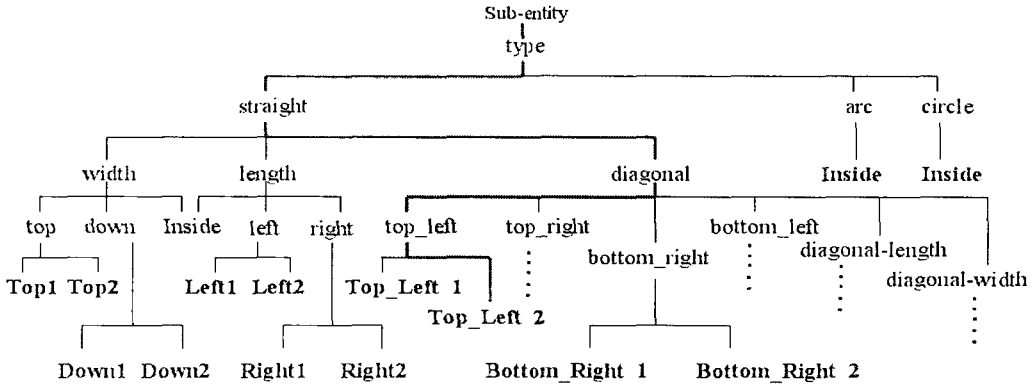 Sub-entity
type
straight arc circle
width length diagonal Inside Inside
top down Inside left right top_left top_right bottom_right bottom_left diagonal-length diagonal-width
Top1 Top2 Left1 Left2 Top_Left 1
Top_Left 2
Down1 Down2 Right1 Right2 Bottom_Right 1 Bottom_Right 2